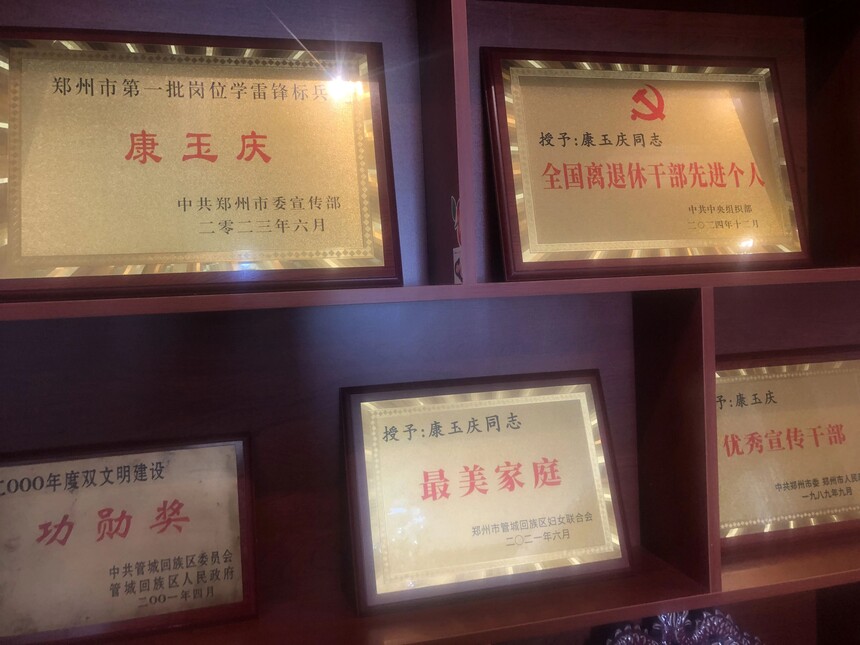 郑州市第一批岗位学雷锋标兵
康玉庆
中共郑州市委宣传部
二零二三年六月
授予:康玉庆同志
全国离退休干部先进个人
中共中央组织部
二〇二四年十二月
二000年度双文明建设
功勋奖
中共管城回族区委员会
管城回族区人民政府
二00一年四月
授予:康玉庆同志
最美家庭
郑州市管城回族区妇女联合会
二〇二一年六月
予:康玉庆
优秀宣传干部
中共郑州市委 郑州市人民
一九八九年九月